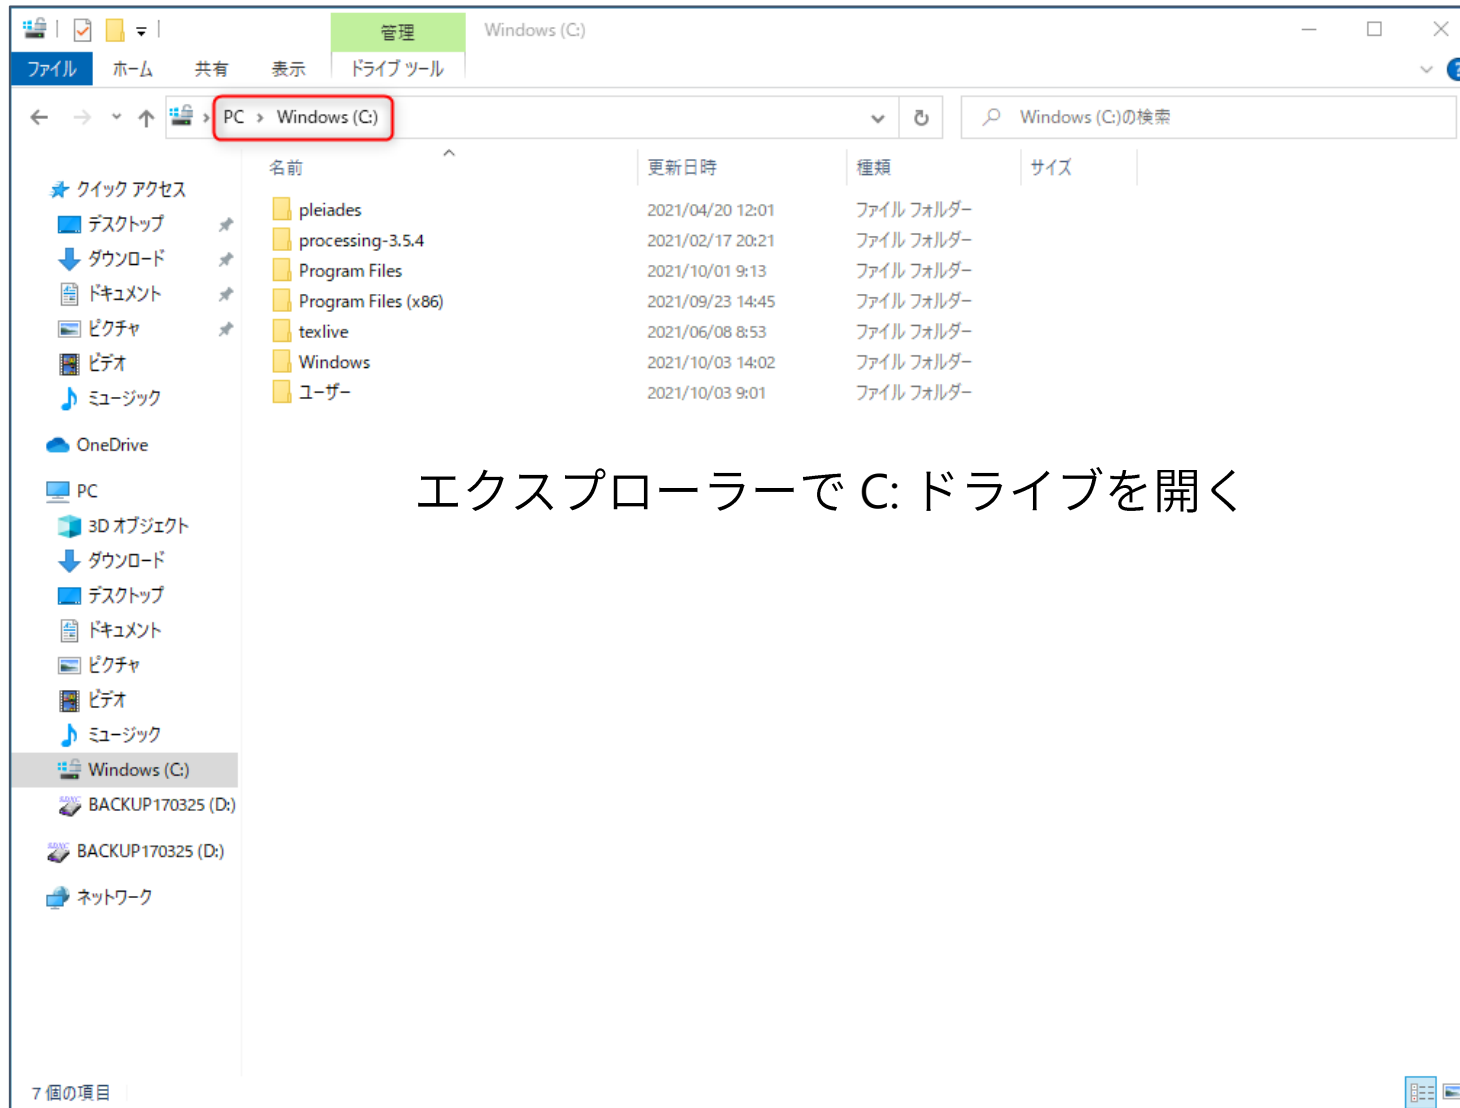 管理
Windows (C:)
ファイル ホーム 共有 表示 ドライブ ツール
PC › Windows (C:)
Windows (C:)の検索
名前 更新日時 種類 サイズ
クイック アクセス
デスクトップ
ダウンロード
ドキュメント
ピクチャ
ビデオ
ミュージック
OneDrive
PC
3D オブジェクト
ダウンロード
デスクトップ
ドキュメント
ピクチャ
ビデオ
ミュージック
Windows (C:)
BACKUP170325 (D:)
BACKUP170325 (D:)
ネットワーク
pleiades 2021/04/20 12:01 ファイル フォルダー
processing-3.5.4 2021/02/17 20:21 ファイル フォルダー
Program Files 2021/10/01 9:13 ファイル フォルダー
Program Files (x86) 2021/09/23 14:45 ファイル フォルダー
texlive 2021/06/08 8:53 ファイル フォルダー
Windows 2021/10/03 14:02 ファイル フォルダー
ユーザー 2021/10/03 9:01 ファイル フォルダー
エクスプローラーで C: ドライブを開く
7 個の項目